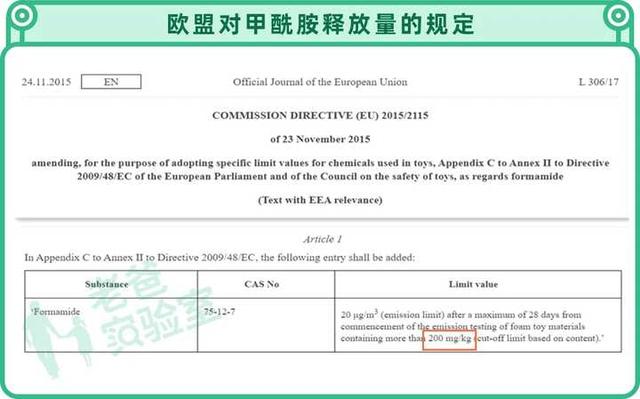 欧盟对甲酰胺释放量的规定
24.11.2015 EN Official Journal of the European Union L 306/17
COMMISSION DIRECTIVE (EU) 2015/2115
of 23 November 2015
amending, for the purpose of adopting specific limit values for chemicals used in toys, Appendix C to Annex II to Directive
2009/48/EC of the European Parliament and of the Council on the safety of toys, as regards formamide
(Text with EEA relevance)
Article 1
In Appendix C to Annex II to Directive 2009/48/EC, the following entry shall be added:
Substance CAS No Limit value
‘Formamide 75-12-7 20 μg/m³ (emission limit) after a maximum of 28 days from
commencement of the emission testing of foam toy materials
containing more than 200 mg/kg (cut-off limit based on content).’
老爸
实验室